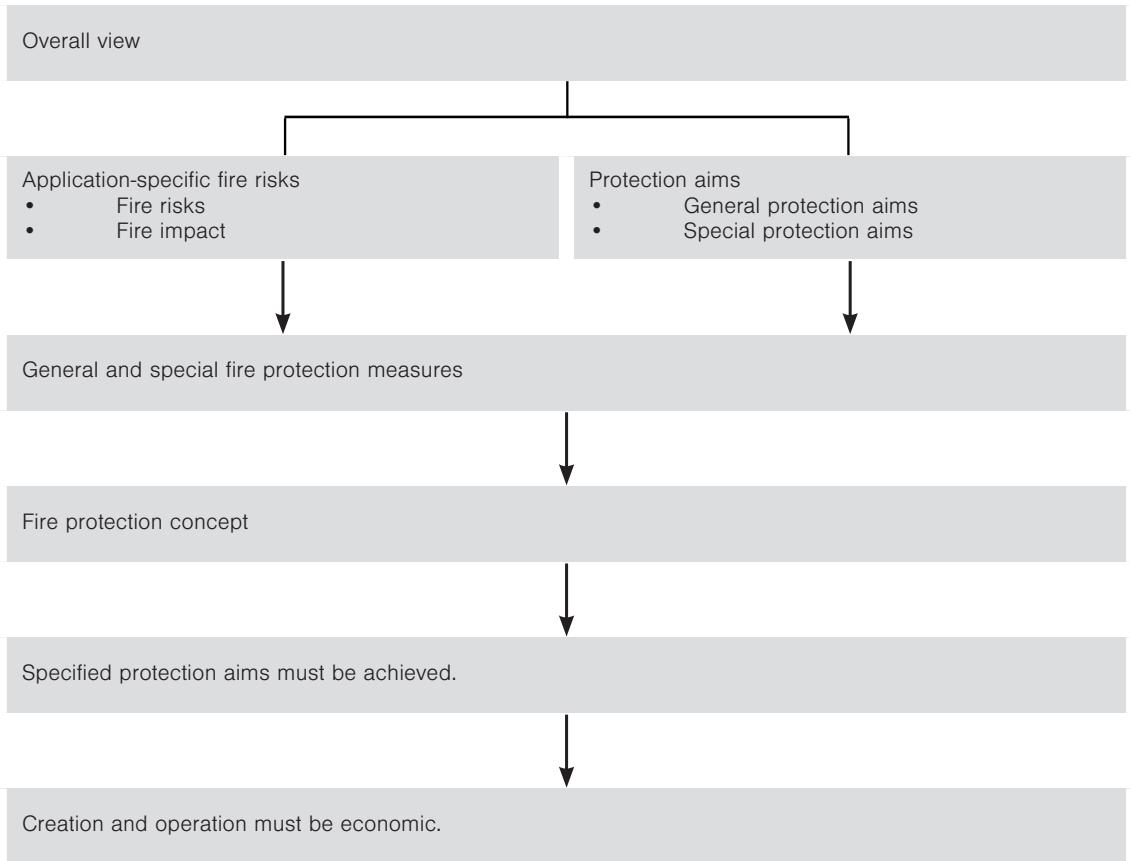 Overall view
Application-specific fire risks
• Fire risks
• Fire impact
Protection aims
• General protection aims
• Special protection aims
General and special fire protection measures
Fire protection concept
Specified protection aims must be achieved.
Creation and operation must be economic.